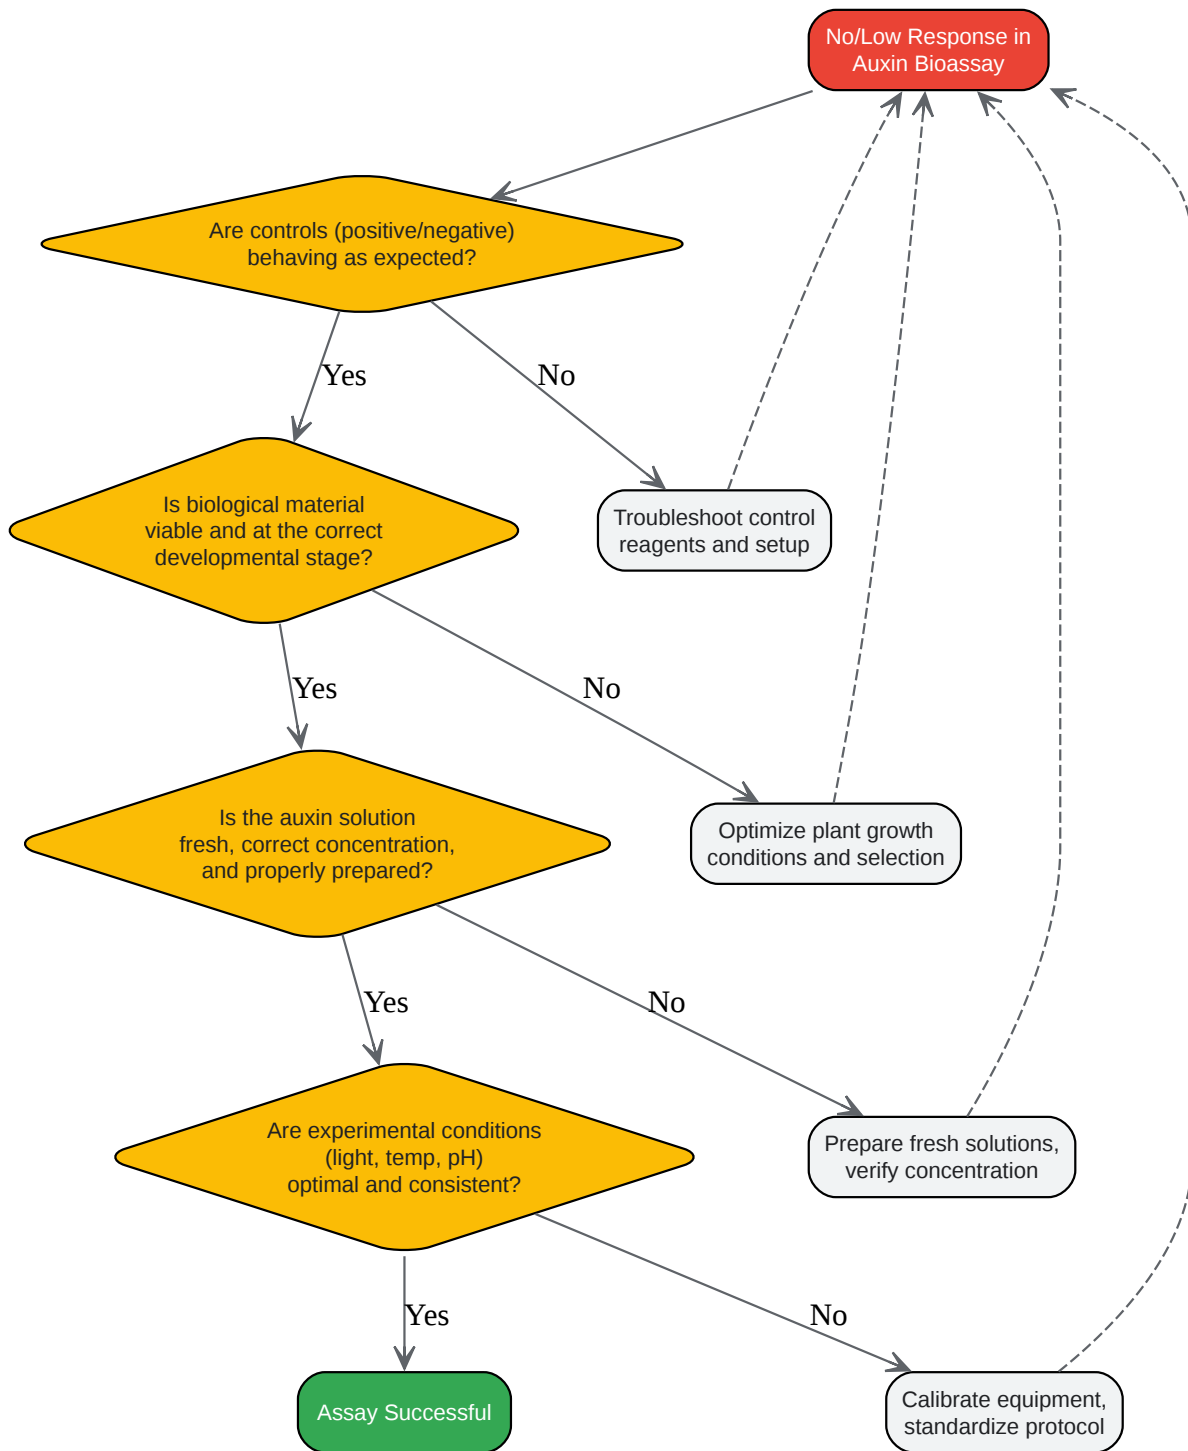 No/Low Response in
Auxin Bioassay
Are controls (positive/negative)
behaving as expected?
Yes
No
Is biological material
viable and at the correct
developmental stage?
Troubleshoot control
reagents and setup
Yes
No
Is the auxin solution
fresh, correct concentration,
and properly prepared?
Optimize plant growth
conditions and selection
Yes
No
Are experimental conditions
(light, temp, pH)
optimal and consistent?
Prepare fresh solutions,
verify concentration
Yes
No
Assay Successful
Calibrate equipment,
standardize protocol